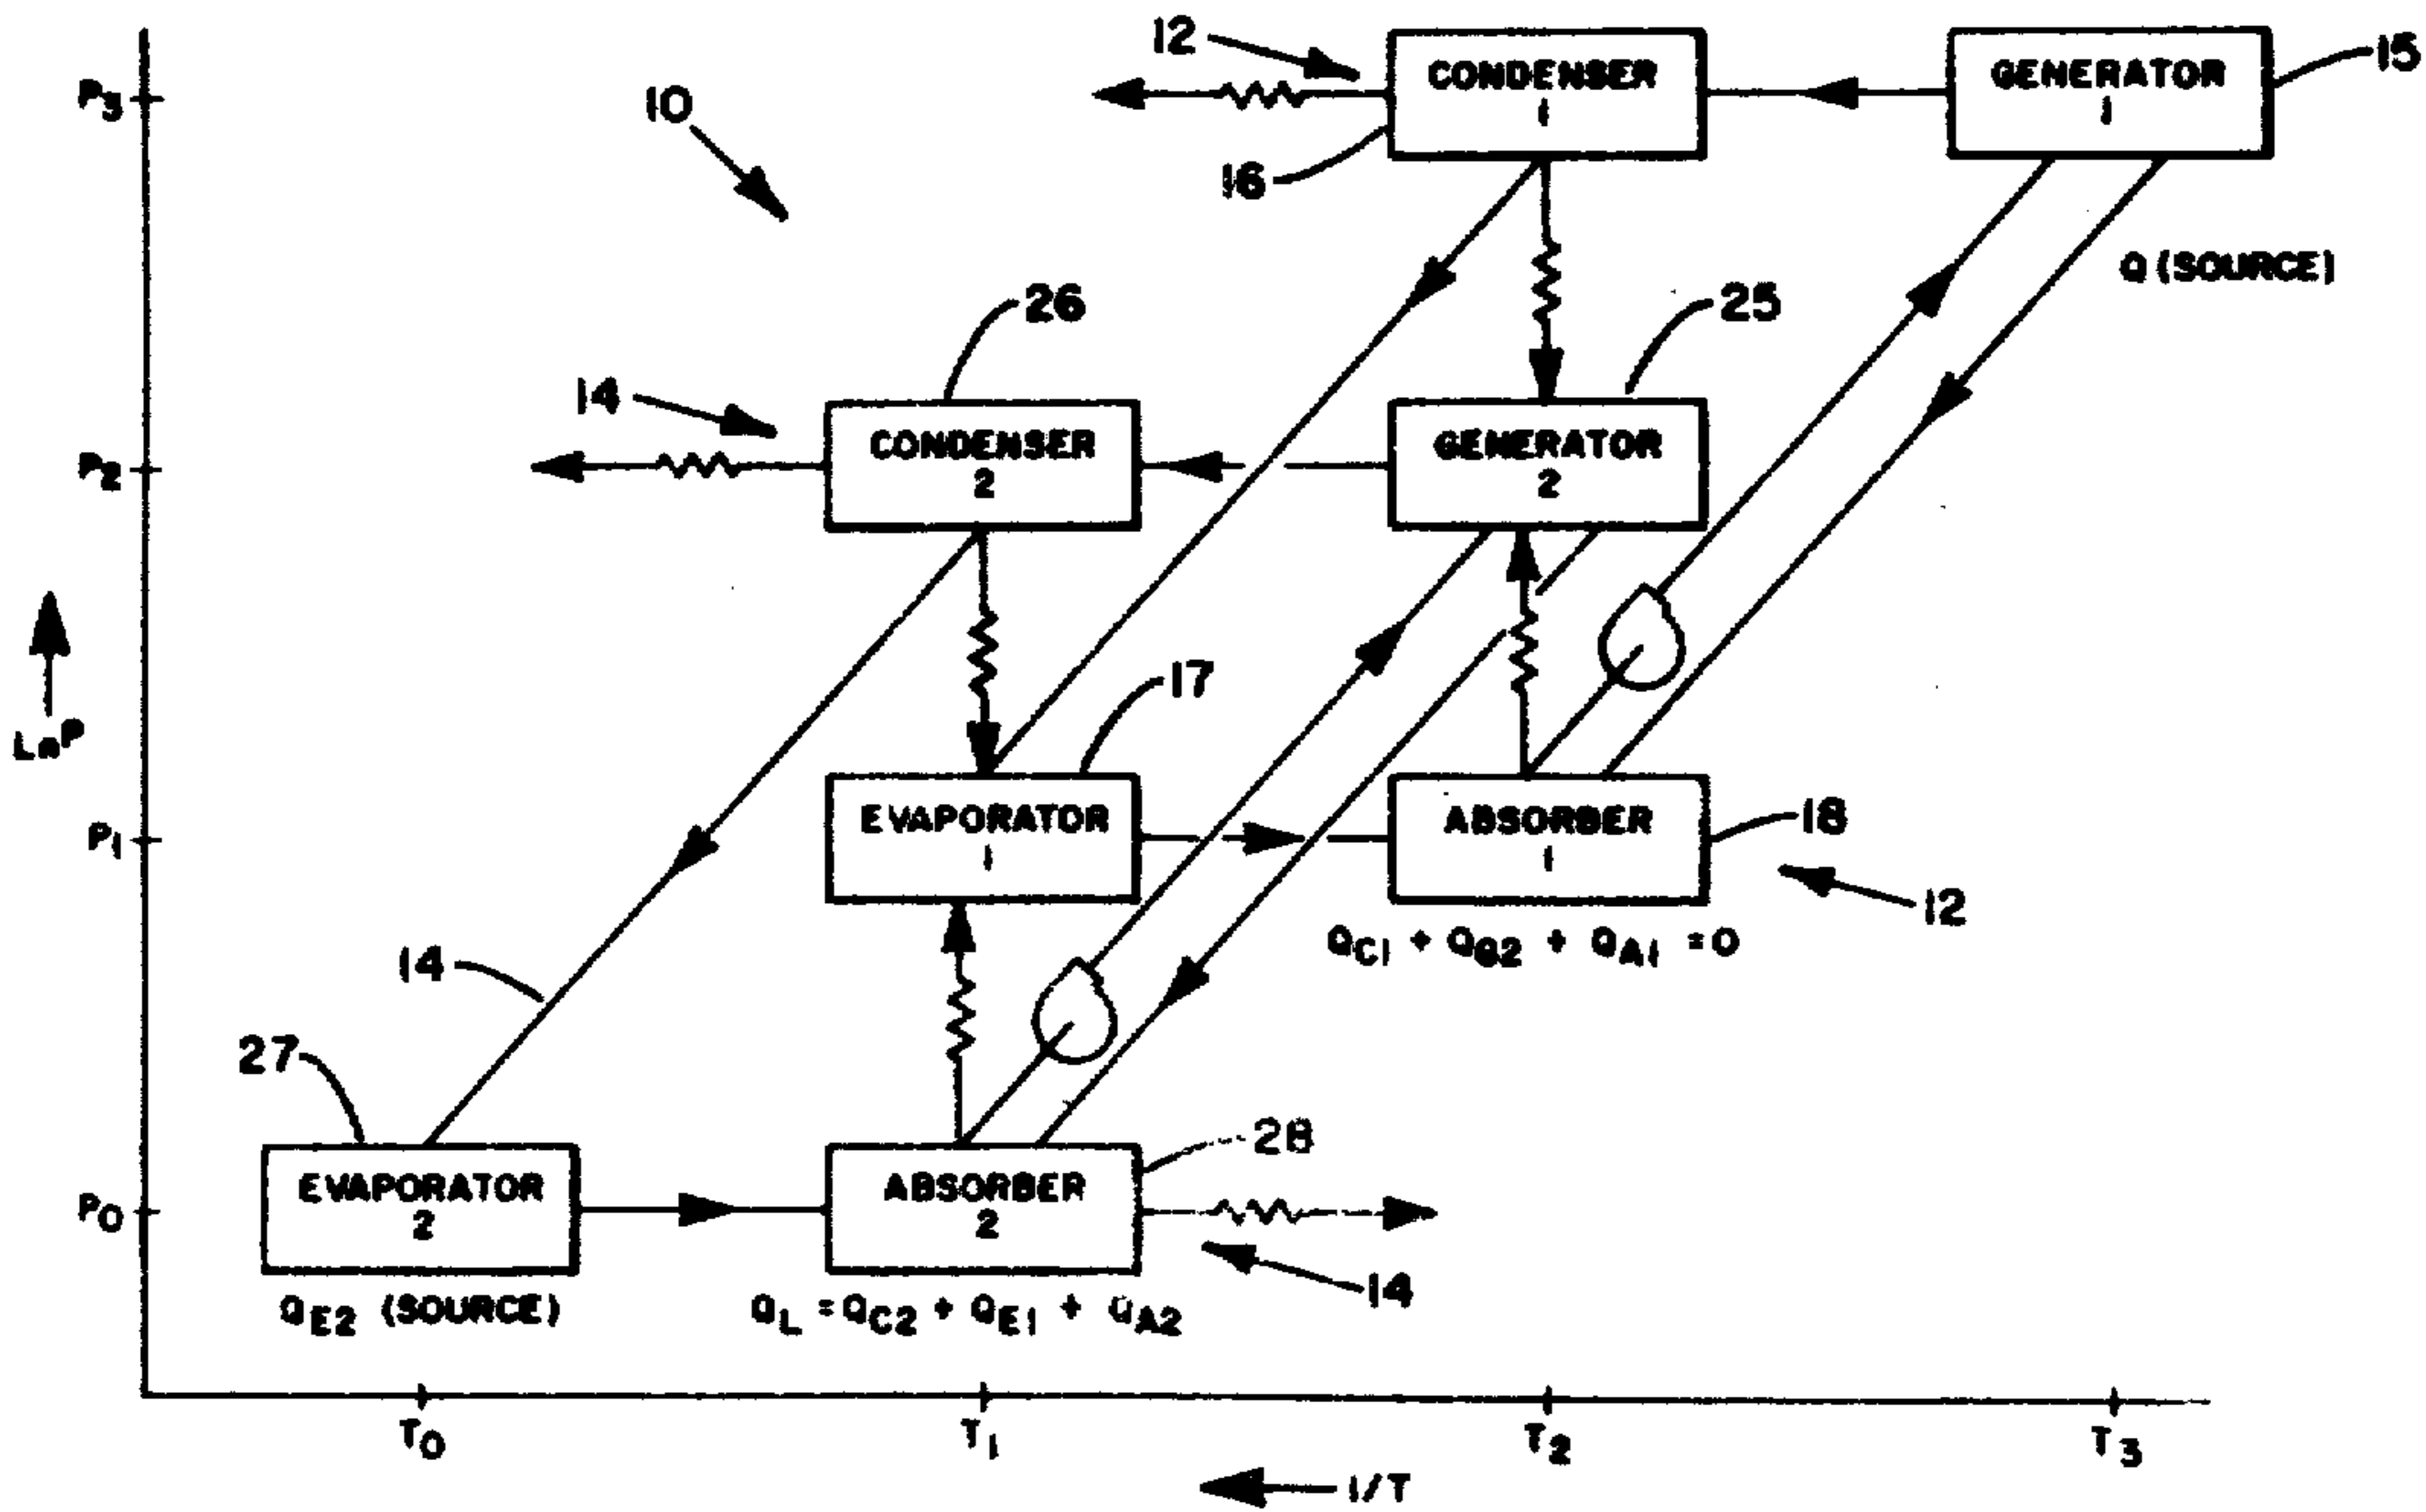 12
CONDENSER
1
GENERATOR
1
15
P3
10
16
Q (SOURCE)
26
25
14
CONDENSER
2
GENERATOR
2
P2
LnP
17
EVAPORATOR
1
ABSORBER
1
18
P1
12
QC1 + QG2 + QA1 = 0
14
27
28
EVAPORATOR
2
ABSORBER
2
P0
14
QE2 (SOURCE)
QL = QC2 + QE1 + QA2
T0
T1
T2
T3
1/T